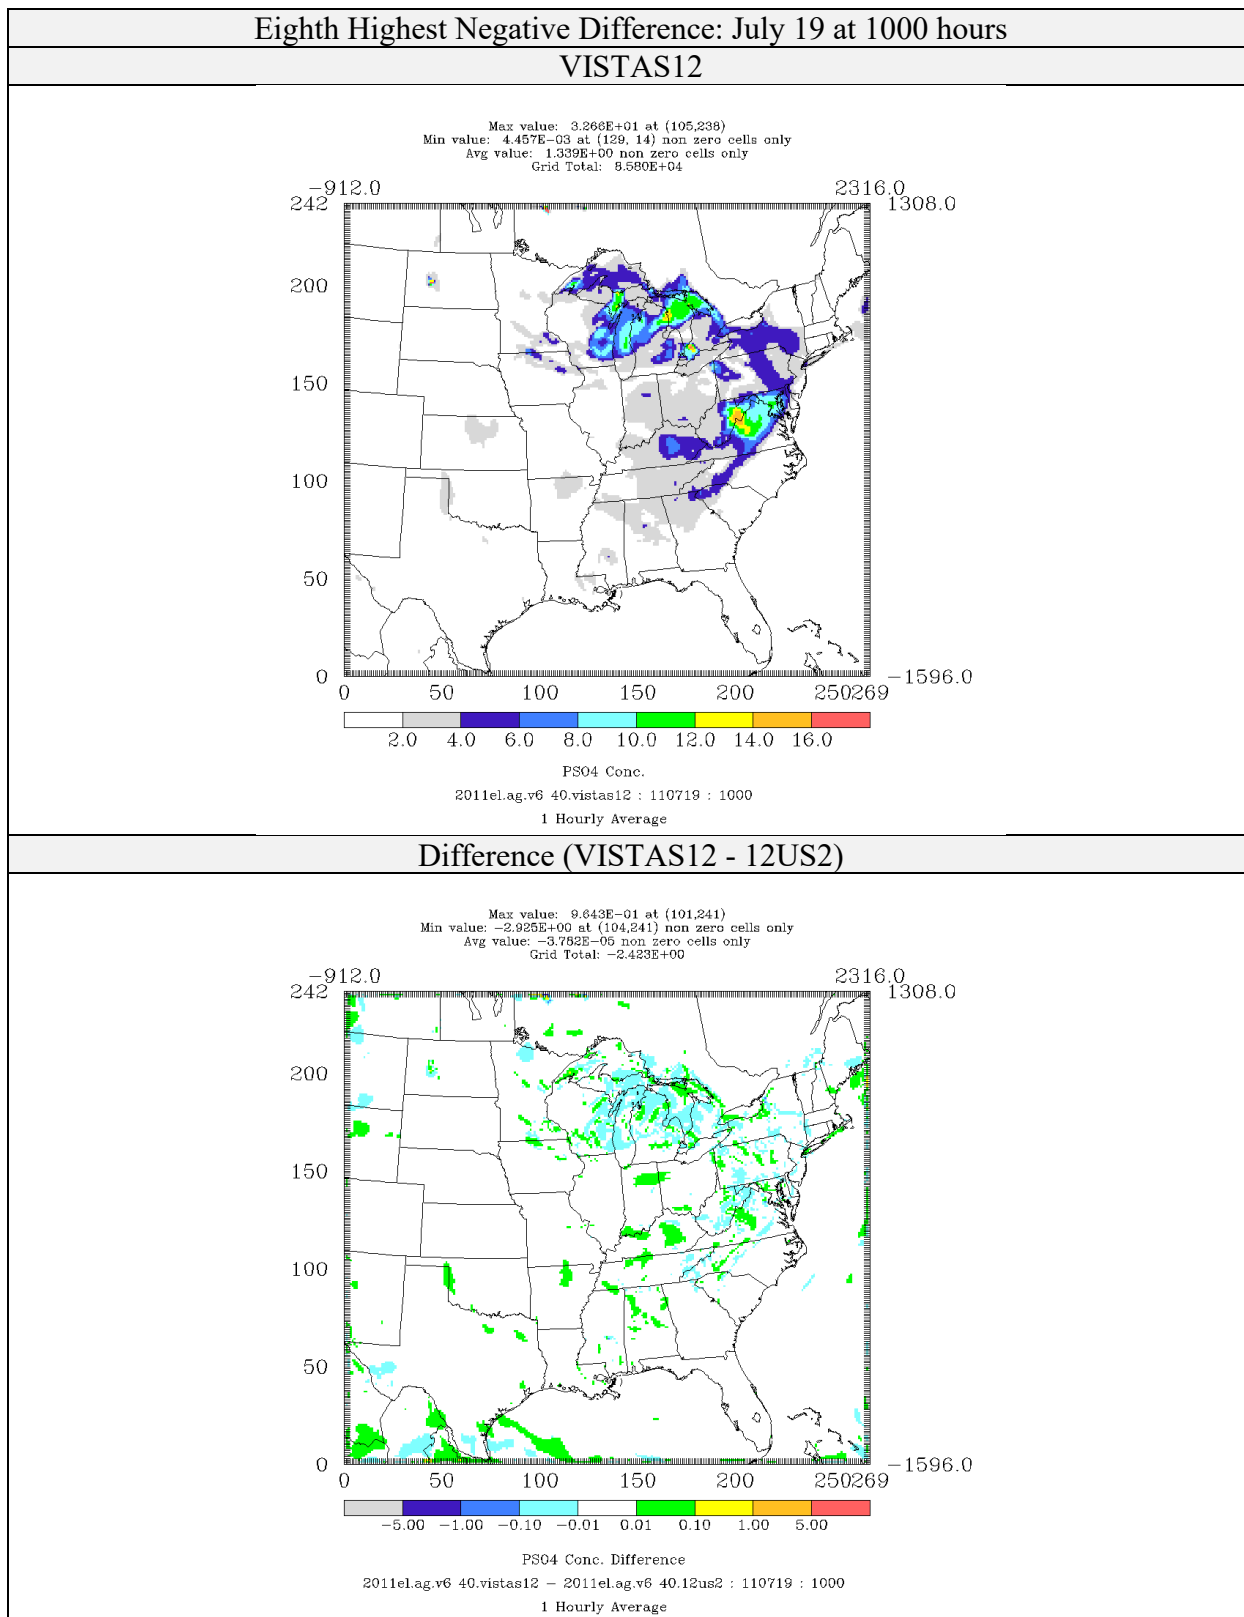 Eighth Highest Negative Difference: July 19 at 1000 hours
VISTAS12
Max value: 3.266E+01 at (105,238)
Min value: 4.457E-03 at (129, 14) non zero cells only
Avg value: 1.339E+00 non zero cells only
Grid Total: 8.580E+04
-912.0 2316.0
242 1308.0
200
150
100
50
0 -1596.0
0 50 100 150 200 250269
2.0 4.0 6.0 8.0 10.0 12.0 14.0 16.0
PSO4 Conc.
2011el.ag.v6 40.vistas12 : 110719 : 1000
1 Hourly Average
Difference (VISTAS12 - 12US2)
Max value: 9.643E-01 at (101,241)
Min value: -2.925E+00 at (104,241) non zero cells only
Avg value: -3.782E-05 non zero cells only
Grid Total: -2.423E+00
-912.0 2316.0
242 1308.0
200
150
100
50
0 -1596.0
0 50 100 150 200 250269
-5.00 -1.00 -0.10 -0.01 0.01 0.10 1.00 5.00
PSO4 Conc. Difference
2011el.ag.v6 40.vistas12 - 2011el.ag.v6 40.12us2 : 110719 : 1000
1 Hourly Average